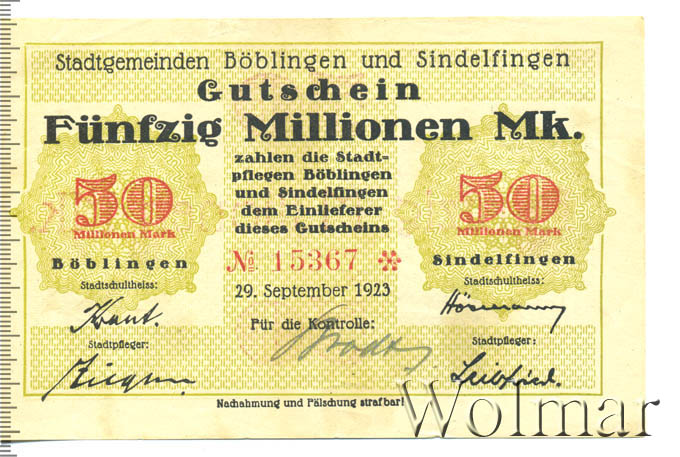 Stadtgemeinden Böblingen und Sindelfingen
Gutschein
Fünfzig Millionen Mk.
zahlen die Stadt-
pflegen Böblingen
und Sindelfingen
dem Einlieferer
dieses Gutscheins
50
Millionen Mark
50
Millionen Mark
Böblingen
Stadtschultheiss:
№ 15367
Sindelfingen
Stadtschultheiss:
29. September 1923
Für die Kontrolle:
Stadtpfleger:
Stadtpfleger:
Nachahmung und Fälschung strafbar!
Wolmar